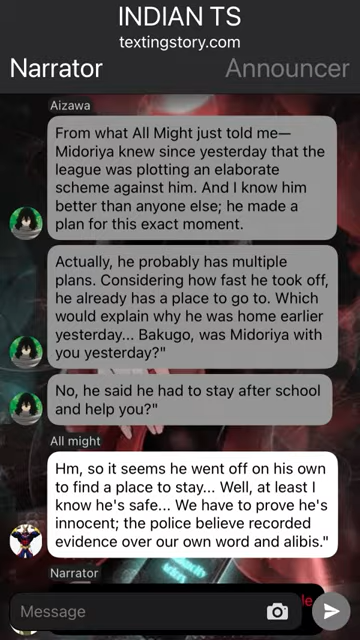 INDIAN TS
textingstory.com
Narrator
Announcer
Aizawa
From what All Might just told me—
Midoriya knew since yesterday that the
league was plotting an elaborate
scheme against him. And I know him
better than anyone else; he made a
plan for this exact moment.
Actually, he probably has multiple
plans. Considering how fast he took off,
he already has a place to go to. Which
would explain why he was home earlier
yesterday... Bakugo, was Midoriya with
you yesterday?"
No, he said he had to stay after school
and help you?"
All might
Hm, so it seems he went off on his own
to find a place to stay... Well, at least I
know he's safe... We have to prove he's
innocent; the police believe recorded
evidence over our own word and alibis."
Narrator
Message